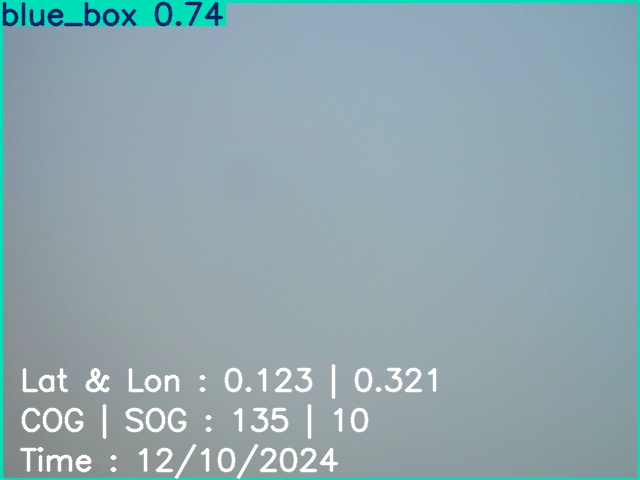 blue_box 0.74
Lat & Lon : 0.123 | 0.321
COG | SOG : 135 | 10
Time : 12/10/2024